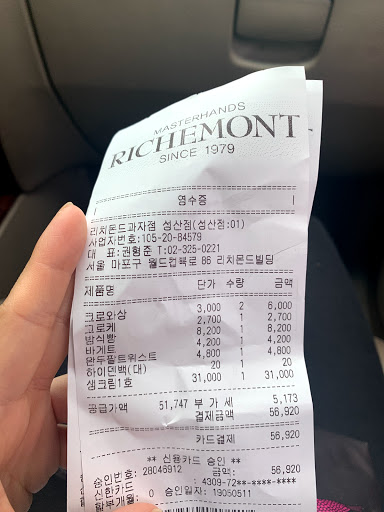 MASTERHANDS
RICHEMONT
SINCE 1979
영수증
리치몬드과자점 성산점(성산점:01)
사업자번호:105-20-84579
대 표:권형준 T:02-325-0221
서울 마포구 월드컵북로 86 리치몬드빌딩
제품명 단가 수량 금액
크로와상 3,000 2 6,000
고로케 2,700 1 2,700
밤식빵 8,200 1 8,200
바게트 4,200 1 4,200
완두팥트위스트 4,800 1 4,800
하이덴백(대) 20 1 20
생크림1호 31,000 1 31,000
공급가액 51,747 부 가 세 5,173
결제금액 56,920
카드결제 56,920
** 신용카드 승인 **
승인번호: 28046912 금액: 56,920
신한카드 : 4309-72**-****-****
할부개월: 0 승인일자: 19050511